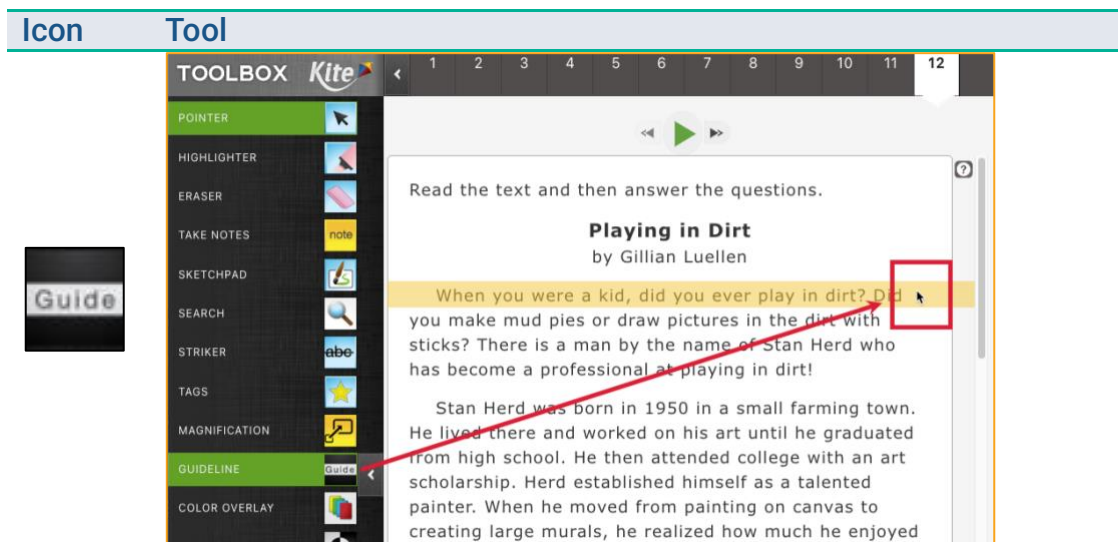 Icon Tool
Guide
TOOLBOX Kite
1 2 3 4 5 6 7 8 9 10 11 12
POINTER
HIGHLIGHTER
ERASER
TAKE NOTES note
SKETCHPAD
SEARCH
STRIKER abc
TAGS
MAGNIFICATION
GUIDELINE Guide
COLOR OVERLAY
?
Read the text and then answer the questions.
Playing in Dirt
by Gillian Luellen
When you were a kid, did you ever play in dirt? Did
you make mud pies or draw pictures in the dirt with
sticks? There is a man by the name of Stan Herd who
has become a professional at playing in dirt!
Stan Herd was born in 1950 in a small farming town.
He lived there and worked on his art until he graduated
from high school. He then attended college with an art
scholarship. Herd established himself as a talented
painter. When he moved from painting on canvas to
creating large murals, he realized how much he enjoyed